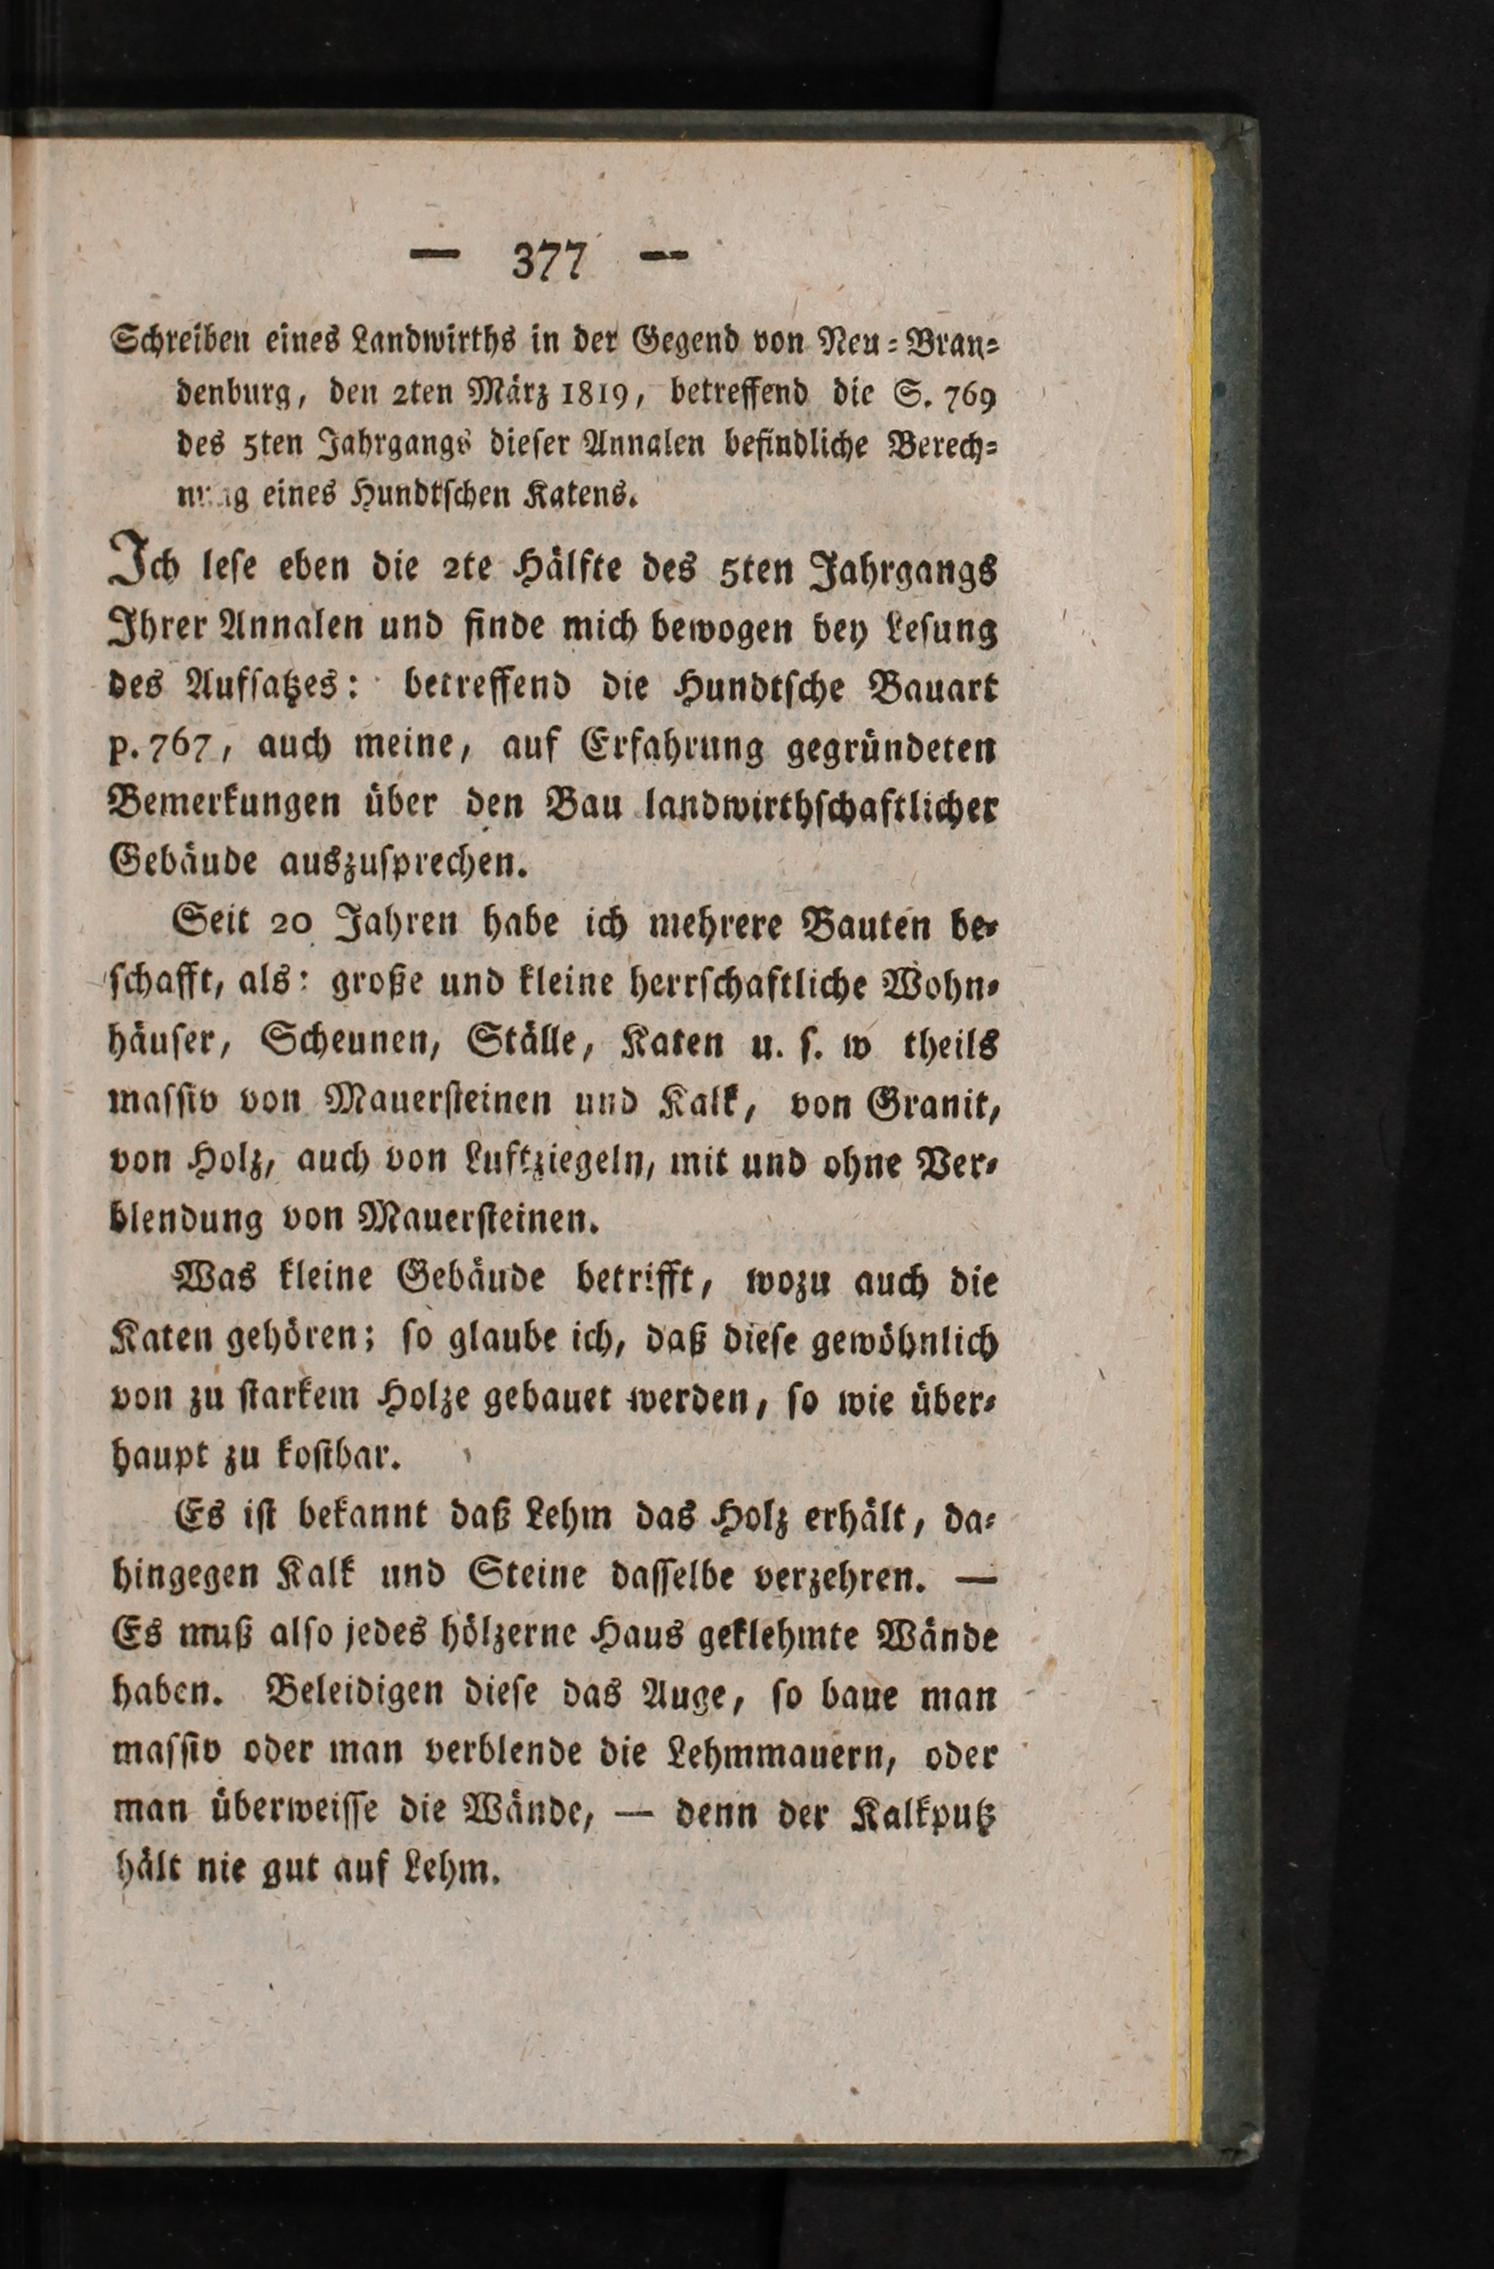 — 377 —
Schreiben eines Landwirths in der Gegend von Neu=Bran=
denburg, den 2ten März 1819, betreffend die S. 769
des 5ten Jahrgangs dieser Annalen befindliche Berech=
nung eines Hundtschen Katens.
Ich lese eben die 2te Hälfte des 5ten Jahrgangs
Ihrer Annalen und finde mich bewogen bey Lesung
des Aufsatzes: betreffend die Hundtsche Bauart
p. 767, auch meine, auf Erfahrung gegründeten
Bemerkungen über den Bau landwirthschaftlicher
Gebäude auszusprechen.
Seit 20 Jahren habe ich mehrere Bauten be=
schafft, als: große und kleine herrschaftliche Wohn=
häuser, Scheunen, Ställe, Katen u. s. w theils
massiv von Mauersteinen und Kalk, von Granit,
von Holz, auch von Luftziegeln, mit und ohne Ver=
blendung von Mauersteinen.
Was kleine Gebäude betrifft, wozu auch die
Katen gehören; so glaube ich, daß diese gewöhnlich
von zu starkem Holze gebauet werden, so wie über=
haupt zu kostbar.
Es ist bekannt daß Lehm das Holz erhält, da=
hingegen Kalk und Steine dasselbe verzehren. —
Es muß also jedes hölzerne Haus geklehmte Wände
haben. Beleidigen diese das Auge, so baue man
massiv oder man verblende die Lehmmauern, oder
man überweisse die Wände, — denn der Kalkputz
hält nie gut auf Lehm.